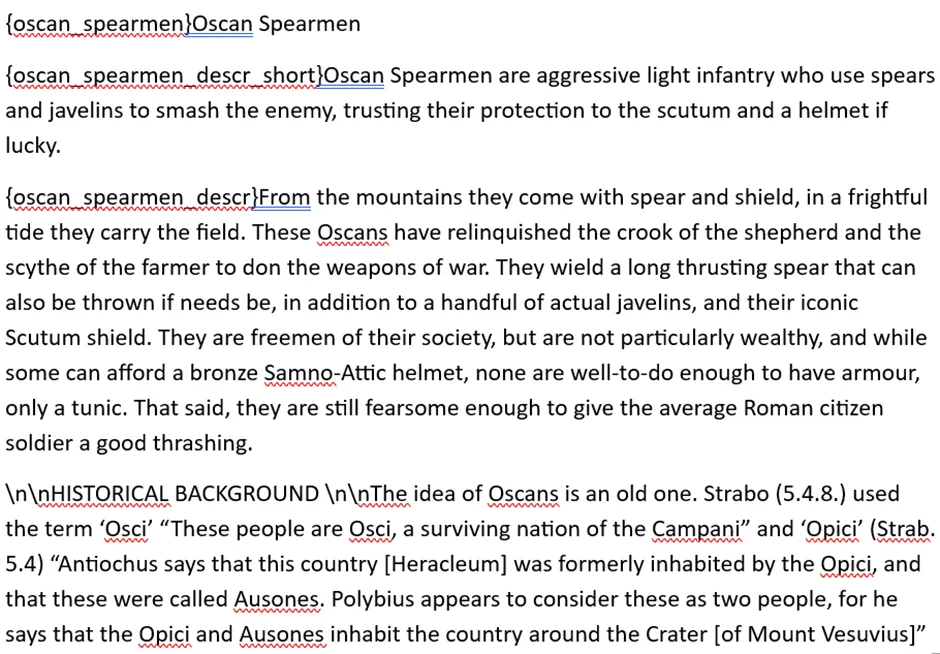 {oscan_spearmen}Oscan Spearmen
{oscan_spearmen_descr_short}Oscan Spearmen are aggressive light infantry who use spears
and javelins to smash the enemy, trusting their protection to the scutum and a helmet if
lucky.
{oscan_spearmen_descr}From the mountains they come with spear and shield, in a frightful
tide they carry the field. These Oscans have relinquished the crook of the shepherd and the
scythe of the farmer to don the weapons of war. They wield a long thrusting spear that can
also be thrown if needs be, in addition to a handful of actual javelins, and their iconic
Scutum shield. They are freemen of their society, but are not particularly wealthy, and while
some can afford a bronze Samno-Attic helmet, none are well-to-do enough to have armour,
only a tunic. That said, they are still fearsome enough to give the average Roman citizen
soldier a good thrashing.
\n\nHISTORICAL BACKGROUND \n\nThe idea of Oscans is an old one. Strabo (5.4.8.) used
the term ‘Osci’ “These people are Osci, a surviving nation of the Campani” and ‘Opici’ (Strab.
5.4) “Antiochus says that this country [Heracleum] was formerly inhabited by the Opici, and
that these were called Ausones. Polybius appears to consider these as two people, for he
says that the Opici and Ausones inhabit the country around the Crater [of Mount Vesuvius]”